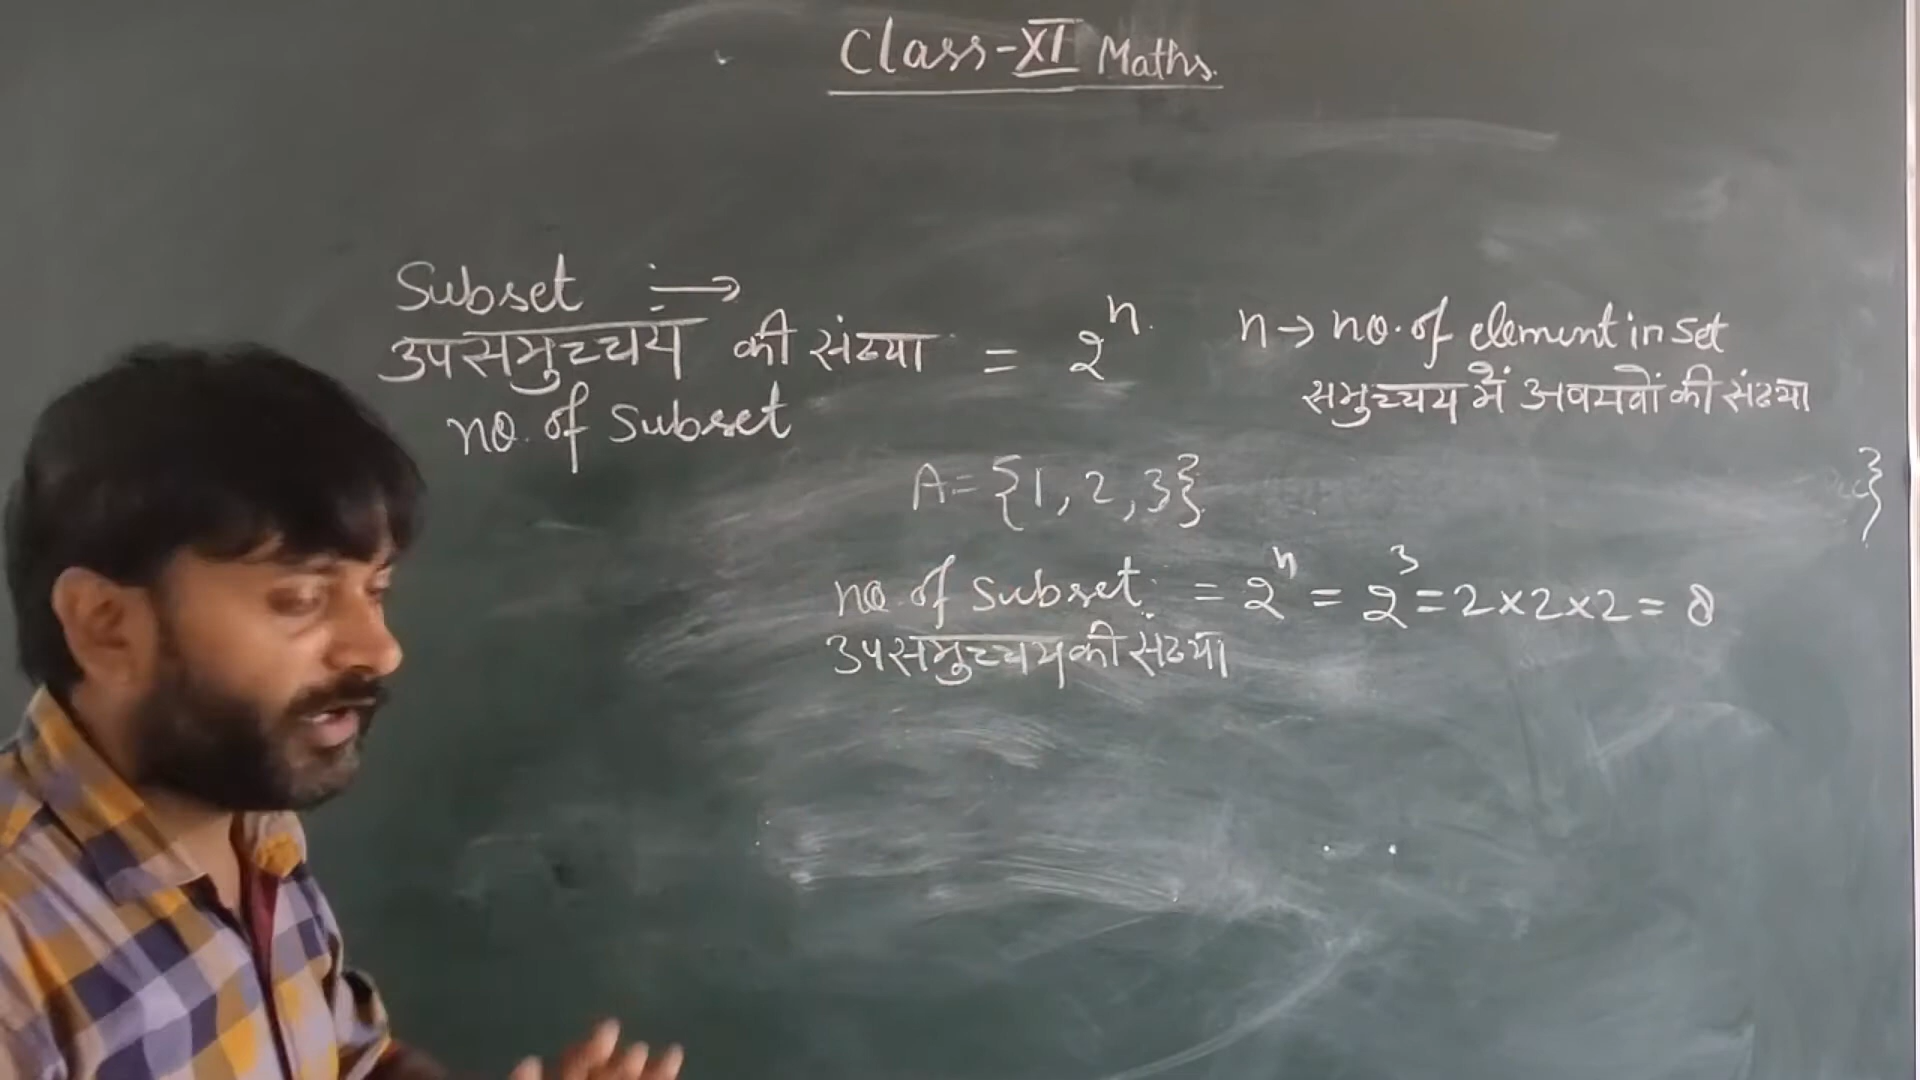 Class-XI Maths.
Subset :→
उपसमुच्चय की संख्या = 2ⁿ
no. of subset
n → no. of element in set
समुच्चय में अवयवों की संख्या
A = {1, 2, 3}
}
no. of subset = 2ⁿ = 2³ = 2×2×2 = 8
उपसमुच्चय की संख्या